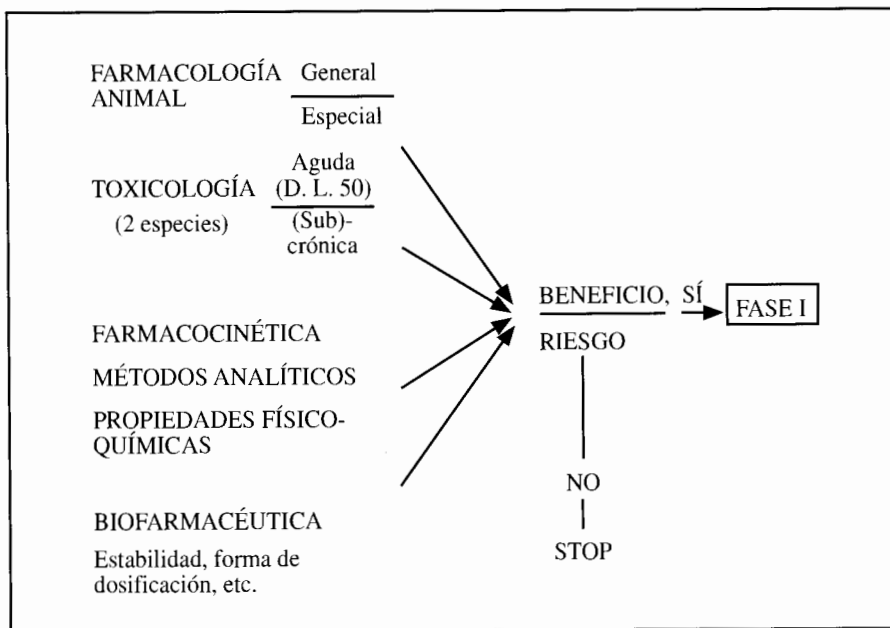 FARMACOLOGÍA General
ANIMAL
Especial
Aguda
TOXICOLOGÍA (D. L. 50)
(2 especies) (Sub)-
crónica
BENEFICIO, SÍ FASE I
RIESGO
FARMACOCINÉTICA
MÉTODOS ANALÍTICOS
PROPIEDADES FÍSICO-
QUÍMICAS
NO
BIOFARMACÉUTICA
STOP
Estabilidad, forma de
dosificación, etc.